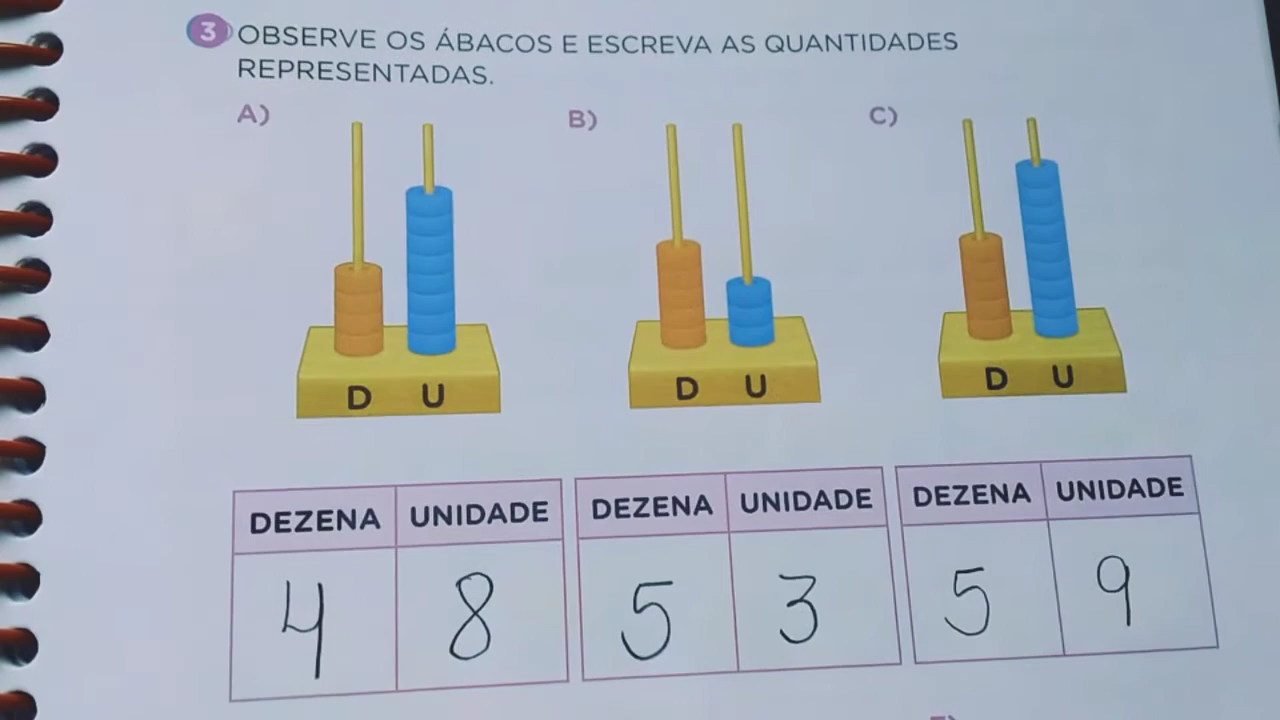 3 OBSERVE OS ÁBACOS E ESCREVA AS QUANTIDADES
REPRESENTADAS.
A) B) C)
D U D U D U
DEZENA UNIDADE DEZENA UNIDADE DEZENA UNIDADE
4 8 5 3 5 9